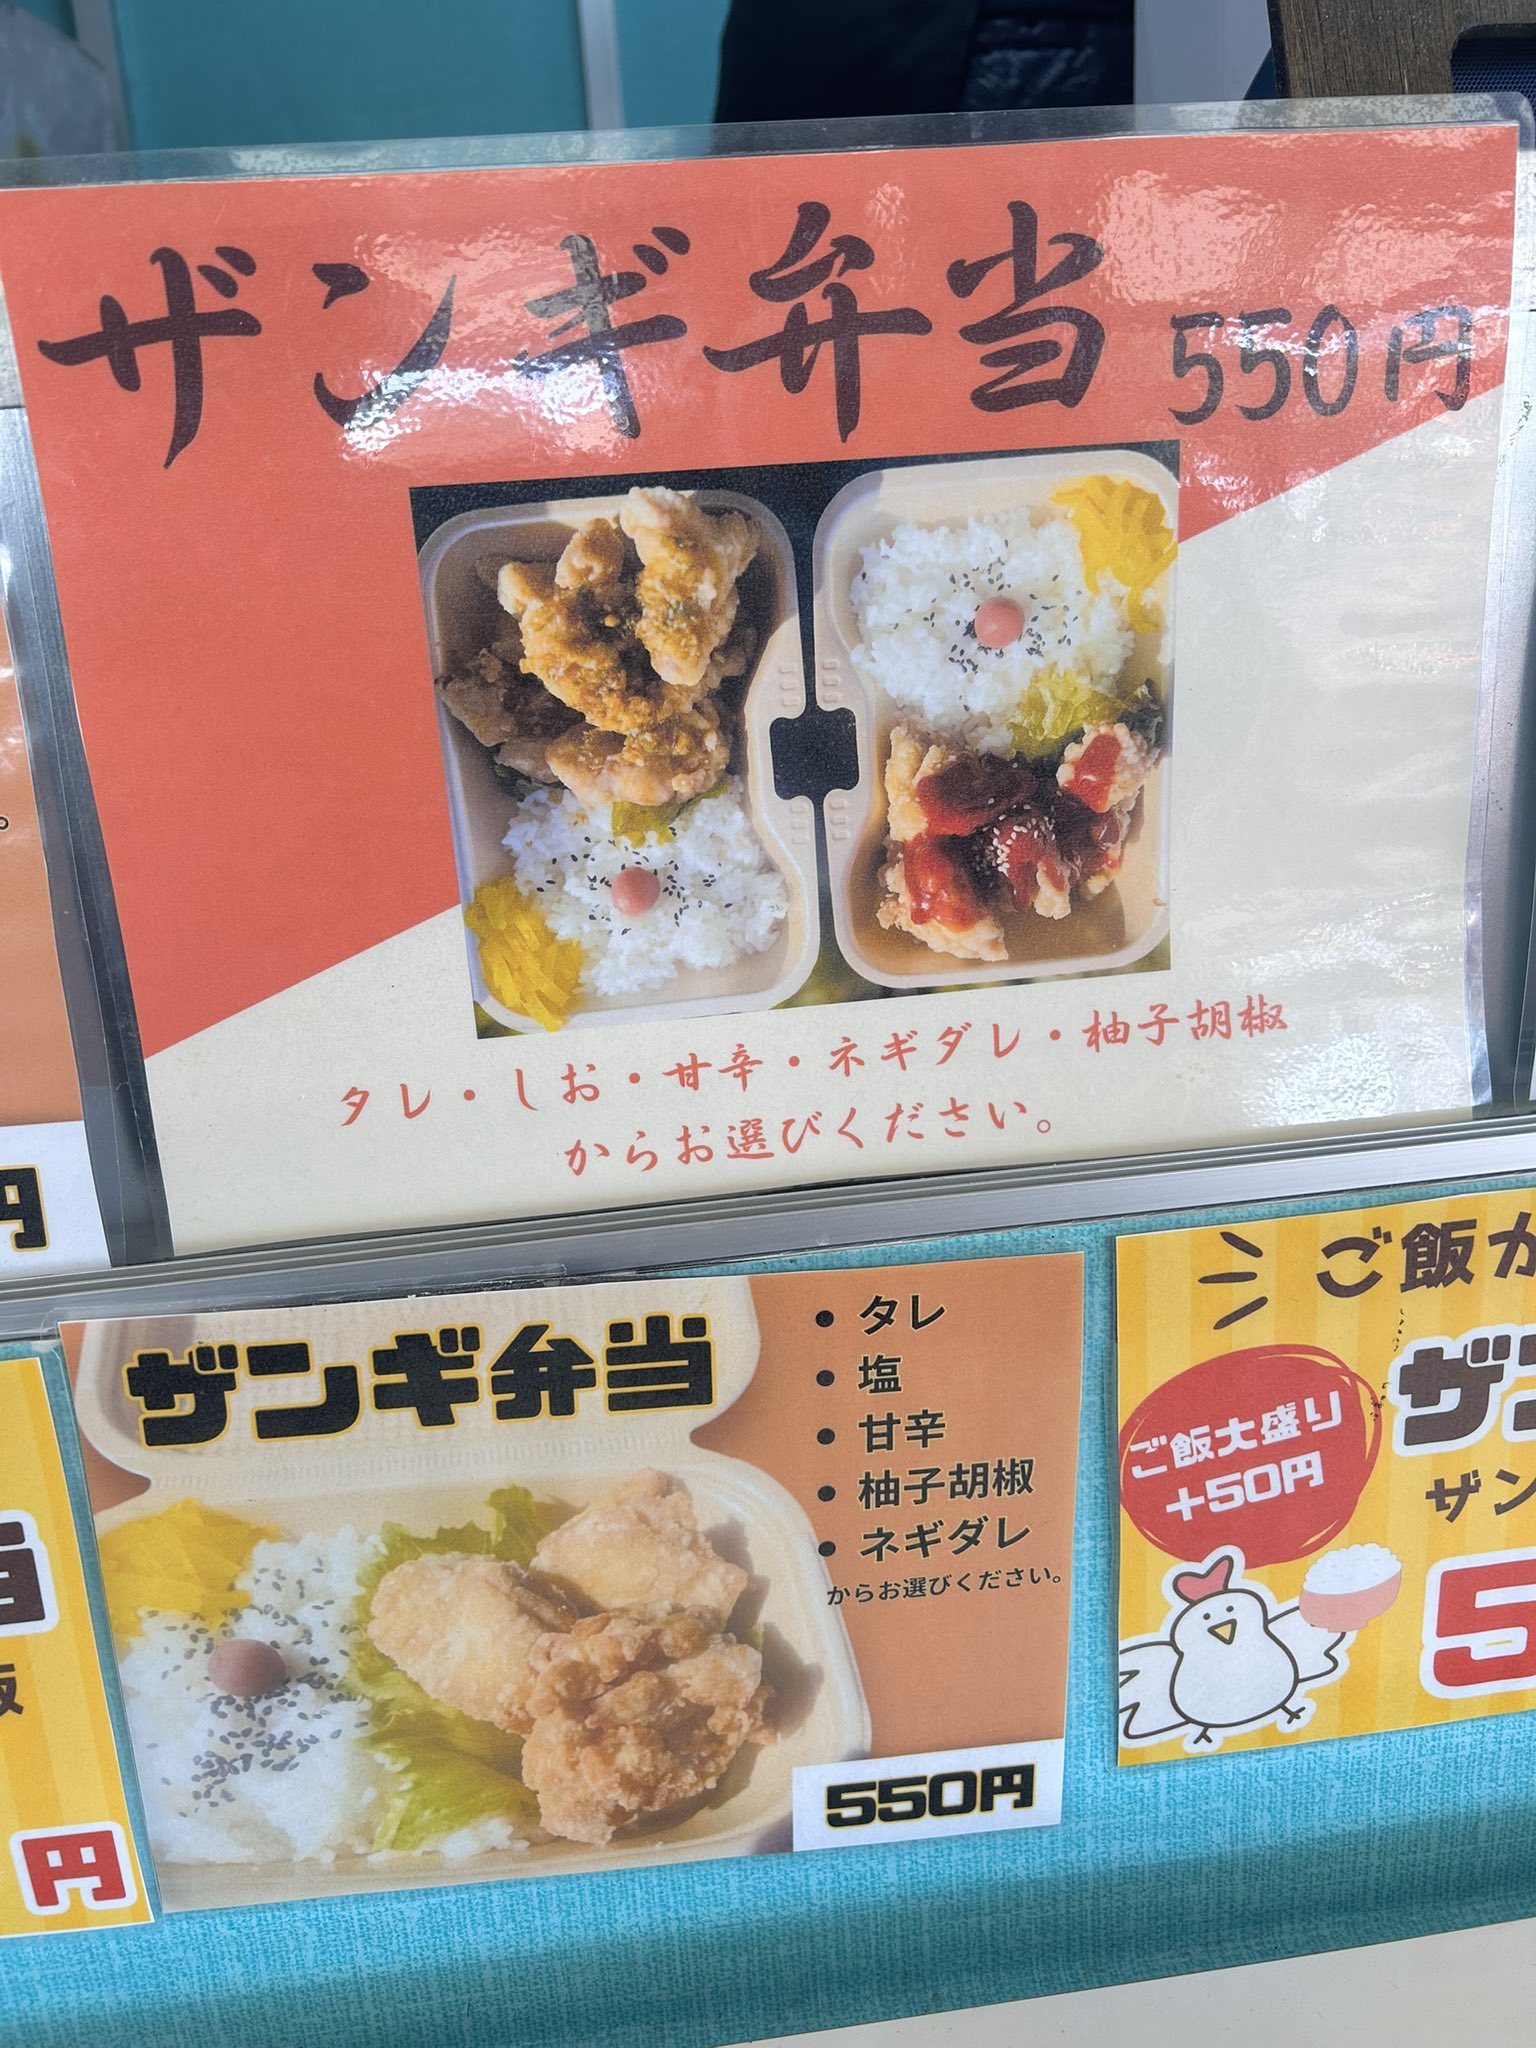 ザンギ弁当 550円
タレ・しお・甘辛・ネギダレ・柚子胡椒
からお選びください。
円
ザンギ弁当
• タレ
• 塩
• 甘辛
• 柚子胡椒
• ネギダレ
からお選びください。
550円
ご飯
ご飯大盛り
+50円
ザン
5
円